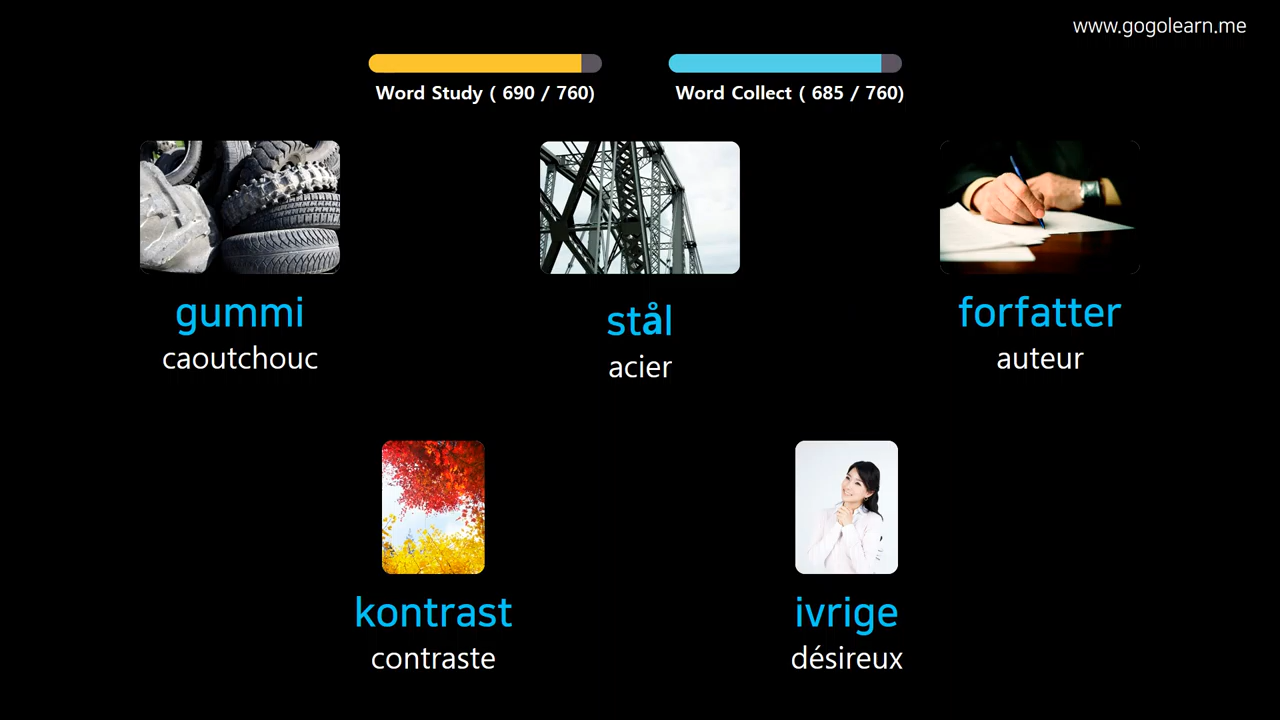 www.gogolearn.me
Word Study ( 690 / 760)
Word Collect ( 685 / 760)
gummi
caoutchouc
stål
acier
forfatter
auteur
kontrast
contraste
ivrige
désireux